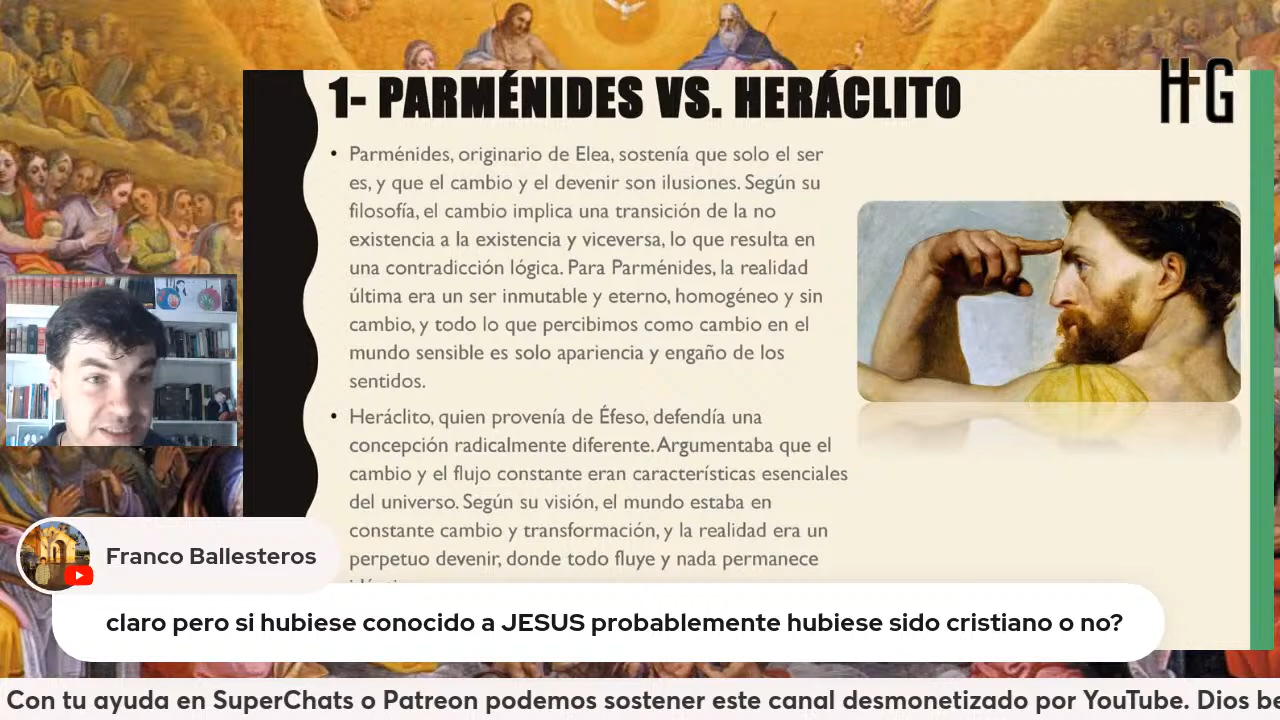 1- PARMÉNIDES VS. HERÁCLITO
H+G
• Parménides, originario de Elea, sostenía que solo el ser
es, y que el cambio y el devenir son ilusiones. Según su
filosofía, el cambio implica una transición de la no
existencia a la existencia y viceversa, lo que resulta en
una contradicción lógica. Para Parménides, la realidad
última era un ser inmutable y eterno, homogéneo y sin
cambio, y todo lo que percibimos como cambio en el
mundo sensible es solo apariencia y engaño de los
sentidos.
• Heráclito, quien provenía de Éfeso, defendía una
concepción radicalmente diferente. Argumentaba que el
cambio y el flujo constante eran características esenciales
del universo. Según su visión, el mundo estaba en
constante cambio y transformación, y la realidad era un
perpetuo devenir, donde todo fluye y nada permanece
Franco Ballesteros
claro pero si hubiese conocido a JESUS probablemente hubiese sido cristiano o no?
Con tu ayuda en SuperChats o Patreon podemos sostener este canal desmonetizado por YouTube. Dios be